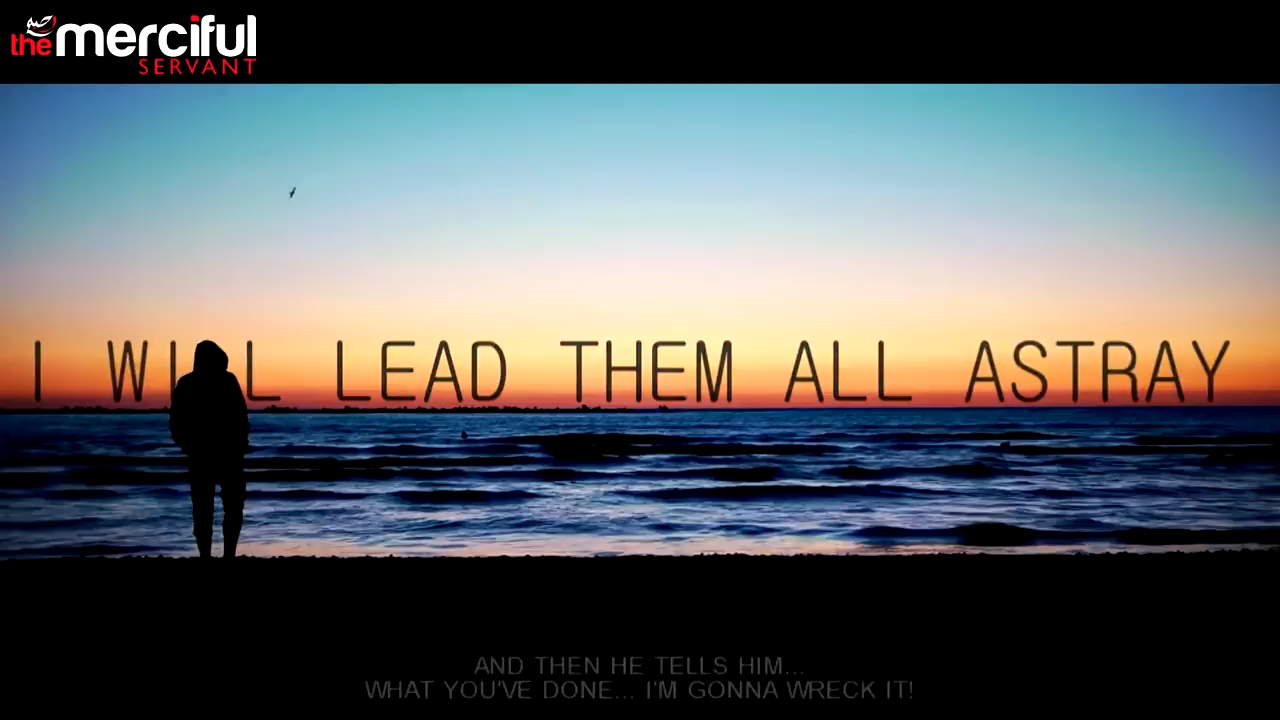 the merciful
SERVANT
I WILL LEAD THEM ALL ASTRAY
AND THEN HE TELLS HIM...
WHAT YOU'VE DONE... I'M GONNA WRECK IT!